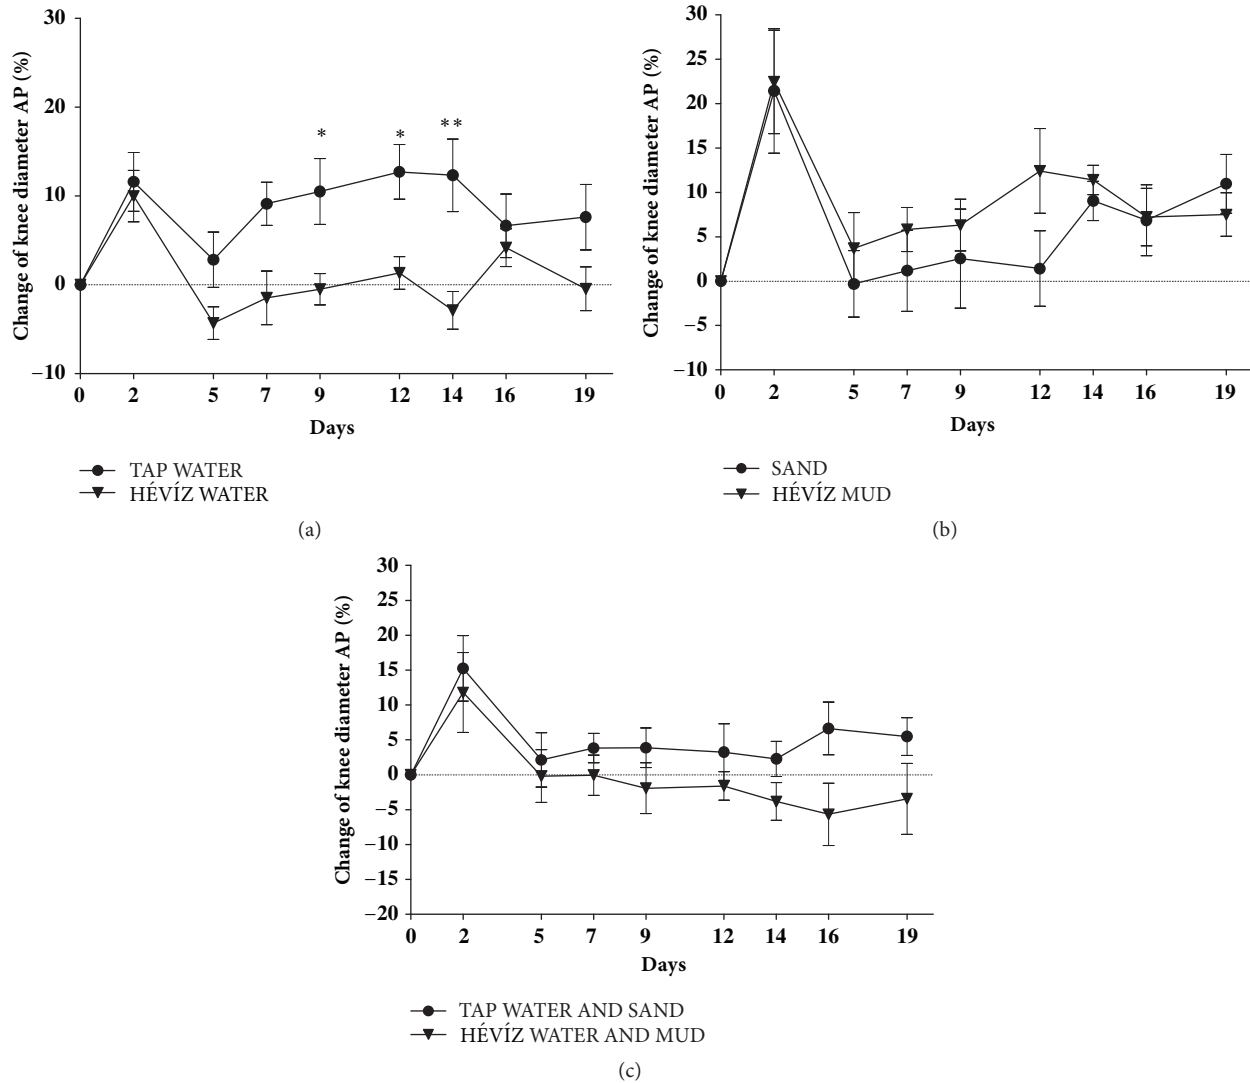 30
20
10
0
−10
Change of knee diameter AP (%)
* * **
0 2 5 7 9 12 14 16 19
Days
TAP WATER
HÉVÍZ WATER
(a)
30
25
20
15
10
5
0
−5
−10
Change of knee diameter AP (%)
0 2 5 7 9 12 14 16 19
Days
SAND
HÉVÍZ MUD
(b)
30
25
20
15
10
5
0
−5
−10
−15
−20
Change of knee diameter AP (%)
0 2 5 7 9 12 14 16 19
Days
TAP WATER AND SAND
HÉVÍZ WATER AND MUD
(c)